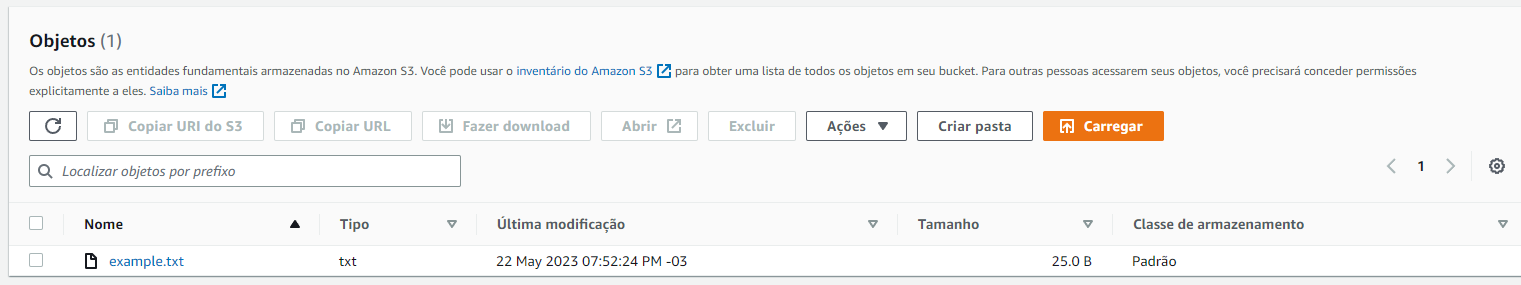 Objetos (1)
Os objetos são as entidades fundamentais armazenadas no Amazon S3. Você pode usar o inventário do Amazon S3 para obter uma lista de todos os objetos em seu bucket. Para outras pessoas acessarem seus objetos, você precisará conceder permissões
explicitamente a eles. Saiba mais
Copiar URI do S3 Copiar URL Fazer download Abrir Excluir Ações Criar pasta Carregar
Localizar objetos por prefixo 1
Nome Tipo Última modificação Tamanho Classe de armazenamento
example.txt txt 22 May 2023 07:52:24 PM -03 25.0 B Padrão